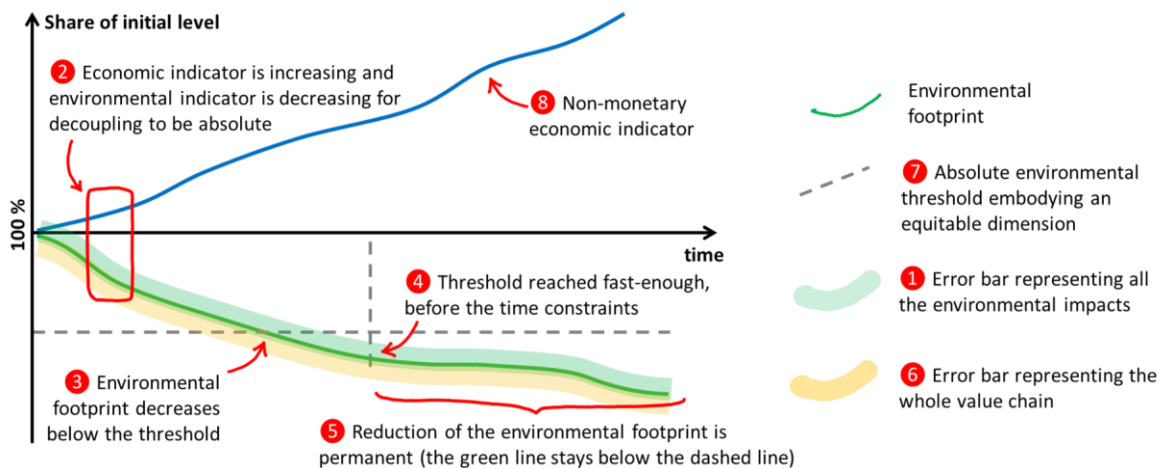 Share of initial level
2 Economic indicator is increasing and
environmental indicator is decreasing for
decoupling to be absolute
8 Non-monetary
economic indicator
100 %
time
4 Threshold reached fast-enough,
before the time constraints
3 Environmental
footprint decreases
below the threshold
5 Reduction of the environmental footprint is
permanent (the green line stays below the dashed line)
Environmental
footprint
7 Absolute environmental
threshold embodying an
equitable dimension
1 Error bar representing all
the environmental impacts
6 Error bar representing the
whole value chain